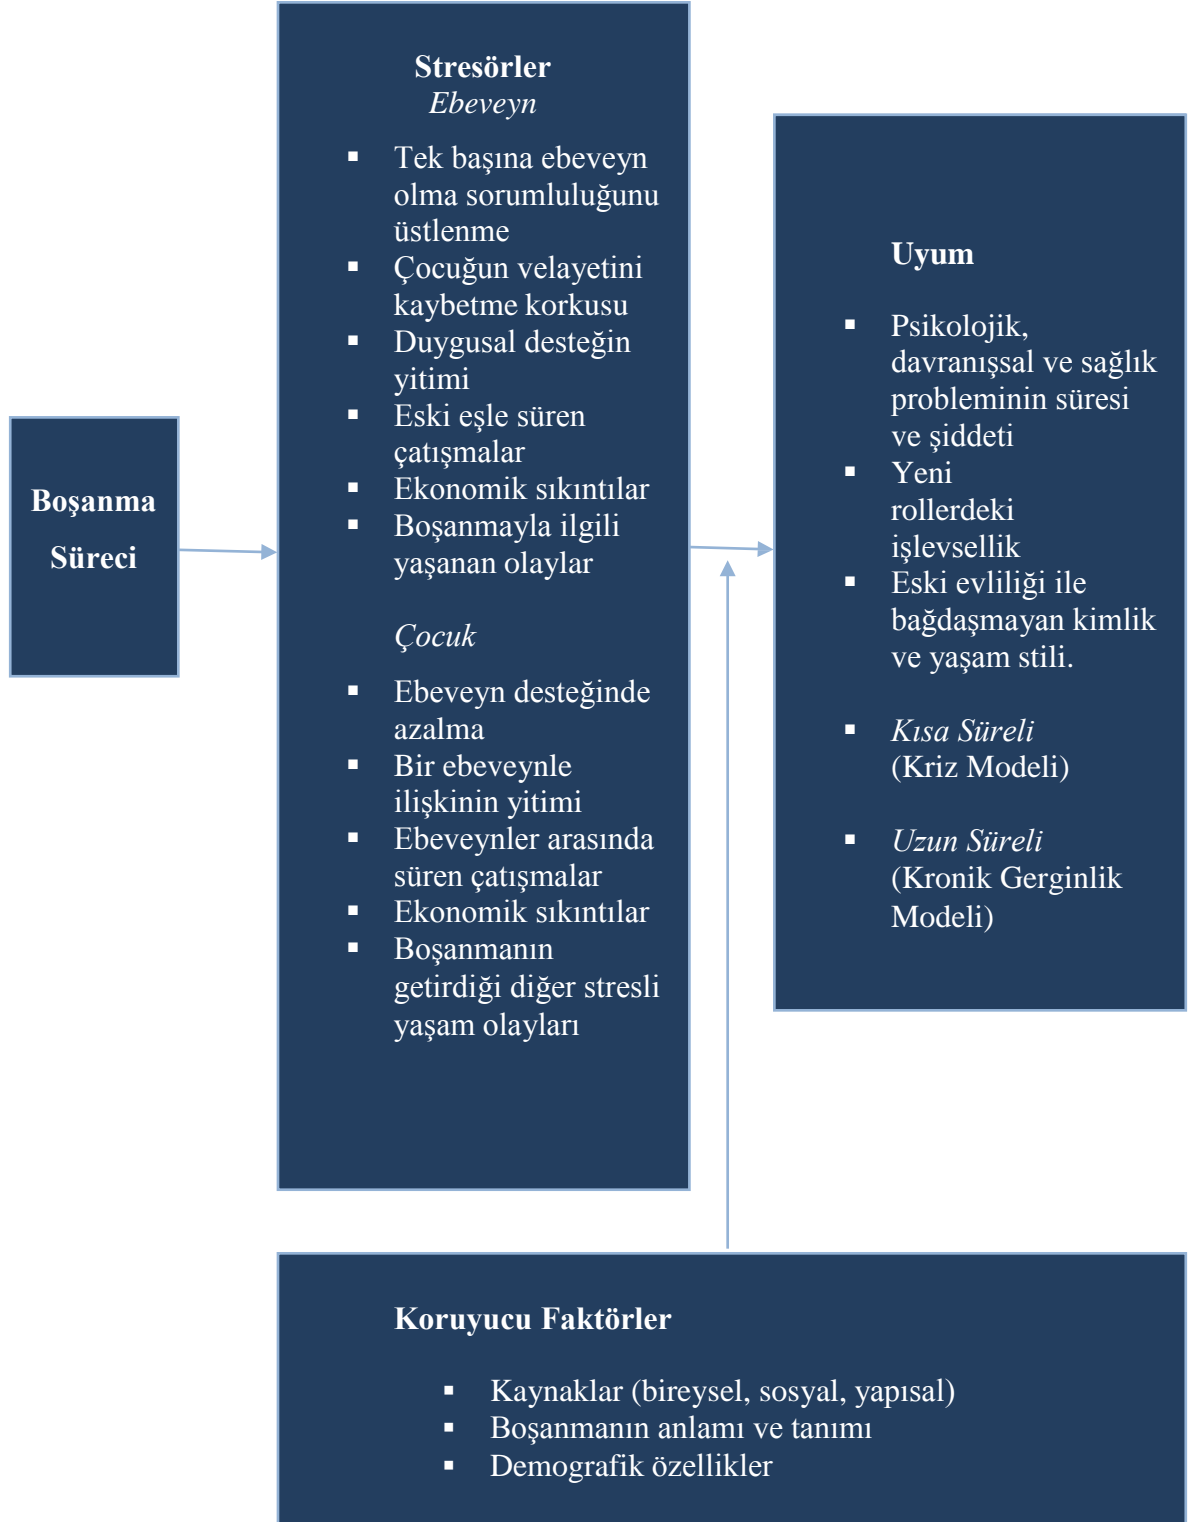 Boşanma
Süreci
Stresörler
Ebeveyn
▪ Tek başına ebeveyn
olma sorumluluğunu
üstlenme
▪ Çocuğun velayetini
kaybetme korkusu
▪ Duygusal desteğin
yitimi
▪ Eski eşle süren
çatışmalar
▪ Ekonomik sıkıntılar
▪ Boşanmayla ilgili
yaşanan olaylar
Çocuk
▪ Ebeveyn desteğinde
azalma
▪ Bir ebeveynle
ilişkinin yitimi
▪ Ebeveynler arasında
süren çatışmalar
▪ Ekonomik sıkıntılar
▪ Boşanmanın
getirdiği diğer stresli
yaşam olayları
Uyum
▪ Psikolojik,
davranışsal ve sağlık
probleminin süresi
ve şiddeti
▪ Yeni
rollerdeki
işlevsellik
▪ Eski evliliği ile
bağdaşmayan kimlik
ve yaşam stili.
▪ Kısa Süreli
(Kriz Modeli)
▪ Uzun Süreli
(Kronik Gerginlik
Modeli)
Koruyucu Faktörler
▪ Kaynaklar (bireysel, sosyal, yapısal)
▪ Boşanmanın anlamı ve tanımı
▪ Demografik özellikler